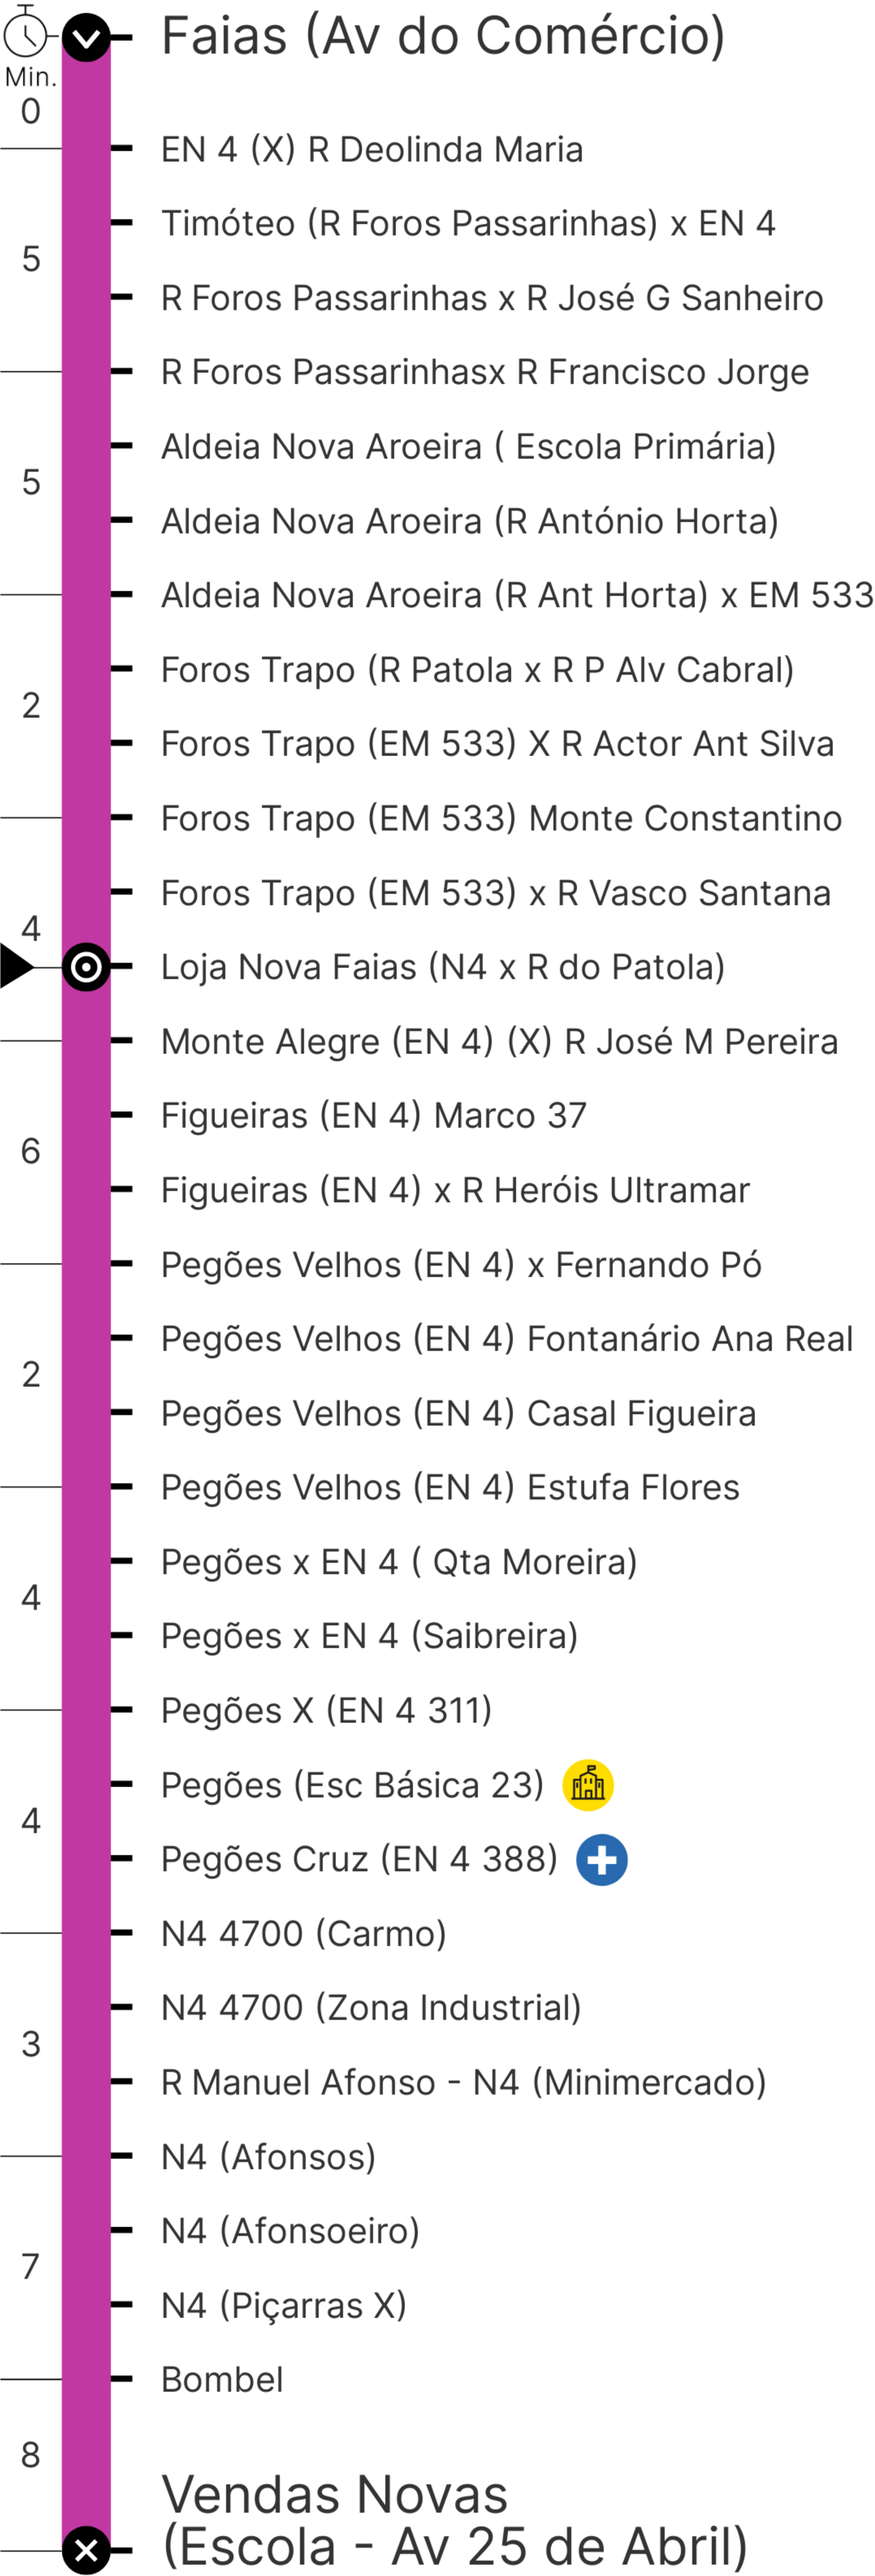 Faias (Av do Comércio)
Min.
0
EN 4 (X) R Deolinda Maria
Timóteo (R Foros Passarinhas) x EN 4
5
R Foros Passarinhas x R José G Sanheiro
R Foros Passarinhasx R Francisco Jorge
Aldeia Nova Aroeira ( Escola Primária)
5
Aldeia Nova Aroeira (R António Horta)
Aldeia Nova Aroeira (R Ant Horta) x EM 533
Foros Trapo (R Patola x R P Alv Cabral)
2
Foros Trapo (EM 533) X R Actor Ant Silva
Foros Trapo (EM 533) Monte Constantino
Foros Trapo (EM 533) x R Vasco Santana
4
Loja Nova Faias (N4 x R do Patola)
Monte Alegre (EN 4) (X) R José M Pereira
Figueiras (EN 4) Marco 37
6
Figueiras (EN 4) x R Heróis Ultramar
Pegões Velhos (EN 4) x Fernando Pó
Pegões Velhos (EN 4) Fontanário Ana Real
2
Pegões Velhos (EN 4) Casal Figueira
Pegões Velhos (EN 4) Estufa Flores
Pegões x EN 4 ( Qta Moreira)
4
Pegões x EN 4 (Saibreira)
Pegões X (EN 4 311)
Pegões (Esc Básica 23)
4
Pegões Cruz (EN 4 388)
N4 4700 (Carmo)
N4 4700 (Zona Industrial)
3
R Manuel Afonso - N4 (Minimercado)
N4 (Afonsos)
N4 (Afonsoeiro)
7
N4 (Piçarras X)
Bombel
8
Vendas Novas
(Escola - Av 25 de Abril)